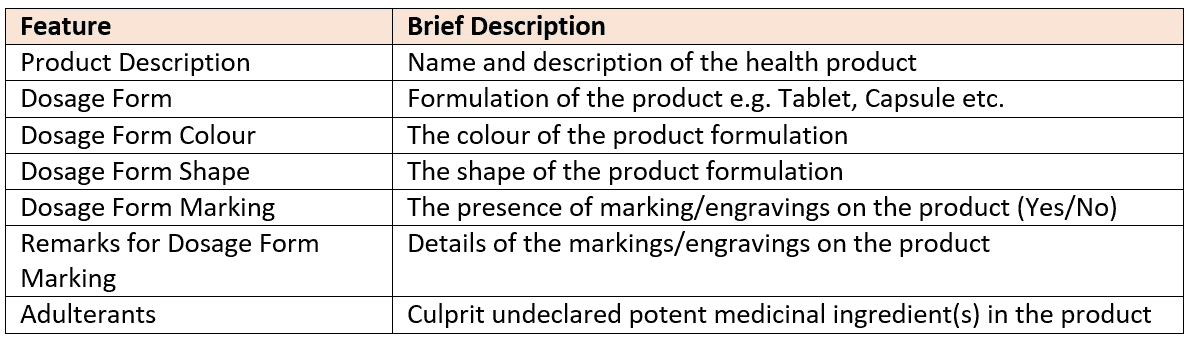 Feature Brief Description
Product Description Name and description of the health product
Dosage Form Formulation of the product e.g. Tablet, Capsule etc.
Dosage Form Colour The colour of the product formulation
Dosage Form Shape The shape of the product formulation
Dosage Form Marking The presence of marking/engravings on the product (Yes/No)
Remarks for Dosage Form Details of the markings/engravings on the product
Marking
Adulterants Culprit undeclared potent medicinal ingredient(s) in the product